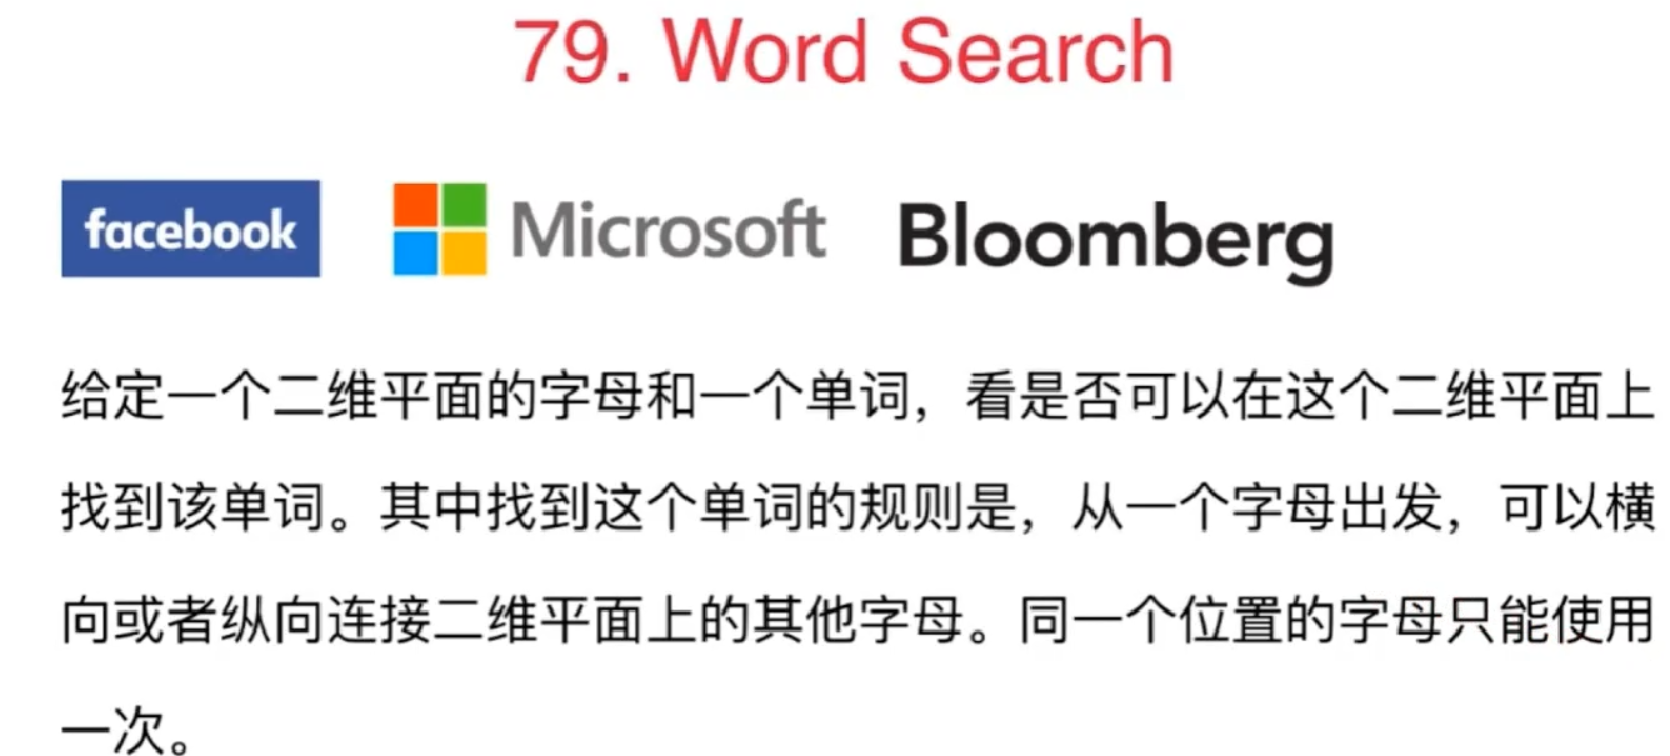 79. Word Search
facebook Microsoft Bloomberg
给定一个二维平面的字母和一个单词，看是否可以在这个二维平面上
找到该单词。其中找到这个单词的规则是，从一个字母出发，可以横
向或者纵向连接二维平面上的其他字母。同一个位置的字母只能使用
一次。